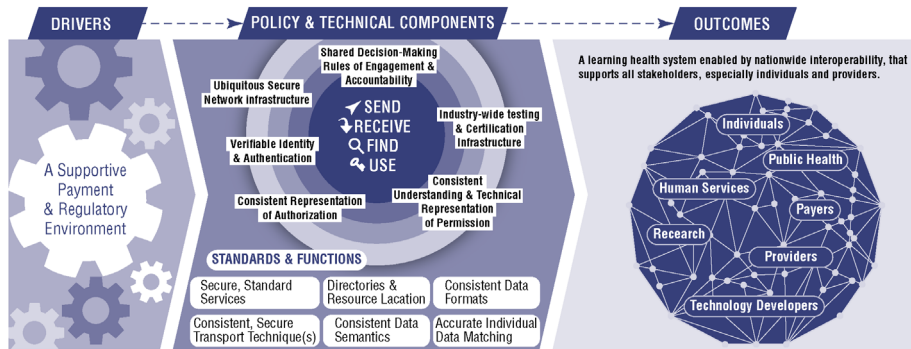 DRIVERS
POLICY & TECHNICAL COMPONENTS
OUTCOMES
A Supportive
Payment
& Regulatory
Environment
Shared Decision-Making
Rules of Engagement &
Accountability
Ubiquitous Secure
Network infrastructure
SEND
RECEIVE
FIND
USE
Industry-wide testing
& Certilication
Infrastructure
Verifiable Identity
& Authentication
Consistent Representation
of Authorization
Consistent
Understanding & Technical
Representation
of Permission
STANDARDS & FUNCTIONS
Secure, Standard
Services
Directories &
Resource Lacation
Consistent Data
Formats
Consistent, Secure
Transport Technique(s)
Consistent Data
Semantics
Accurate Individual
Data Matching
A learning health system enabled by nationwide interoperability, that
supports all stakeholders, especially individuals and providers.
Individuals
Public Health
Human Services
Payers
Recearch
Providers
Technology Developers